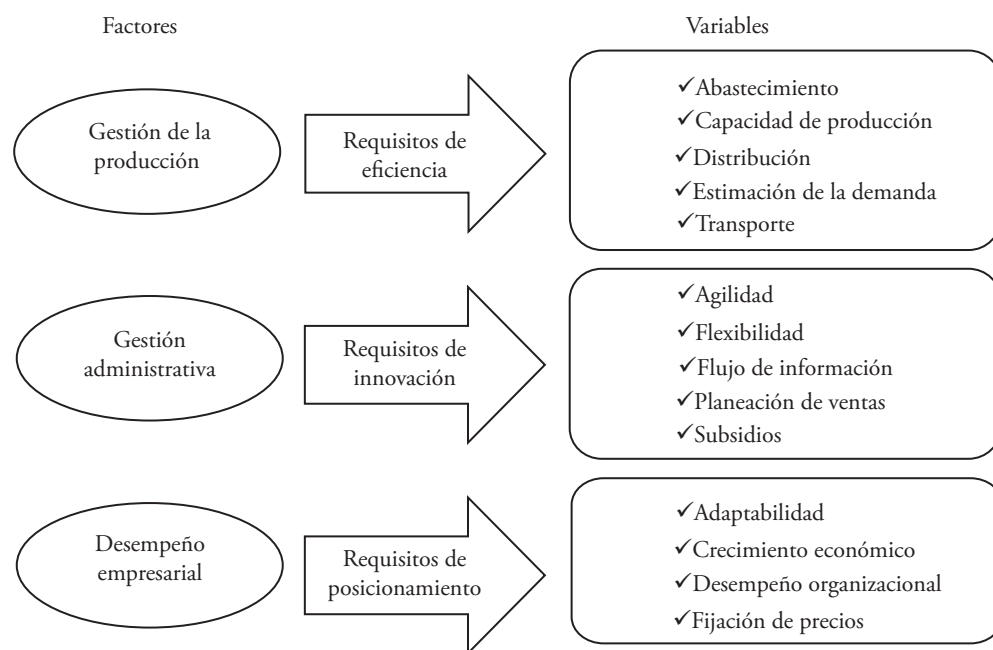 Factores
Variables
Gestión de la
producción
Requisitos de
eficiencia
✓Abastecimiento
✓Capacidad de producción
✓Distribución
✓Estimación de la demanda
✓Transporte
Gestión
administrativa
Requisitos de
innovación
✓Agilidad
✓Flexibilidad
✓Flujo de información
✓Planeación de ventas
✓Subsidios
Desempeño
empresarial
Requisitos de
posicionamiento
✓Adaptabilidad
✓Crecimiento económico
✓Desempeño organizacional
✓Fijación de precios